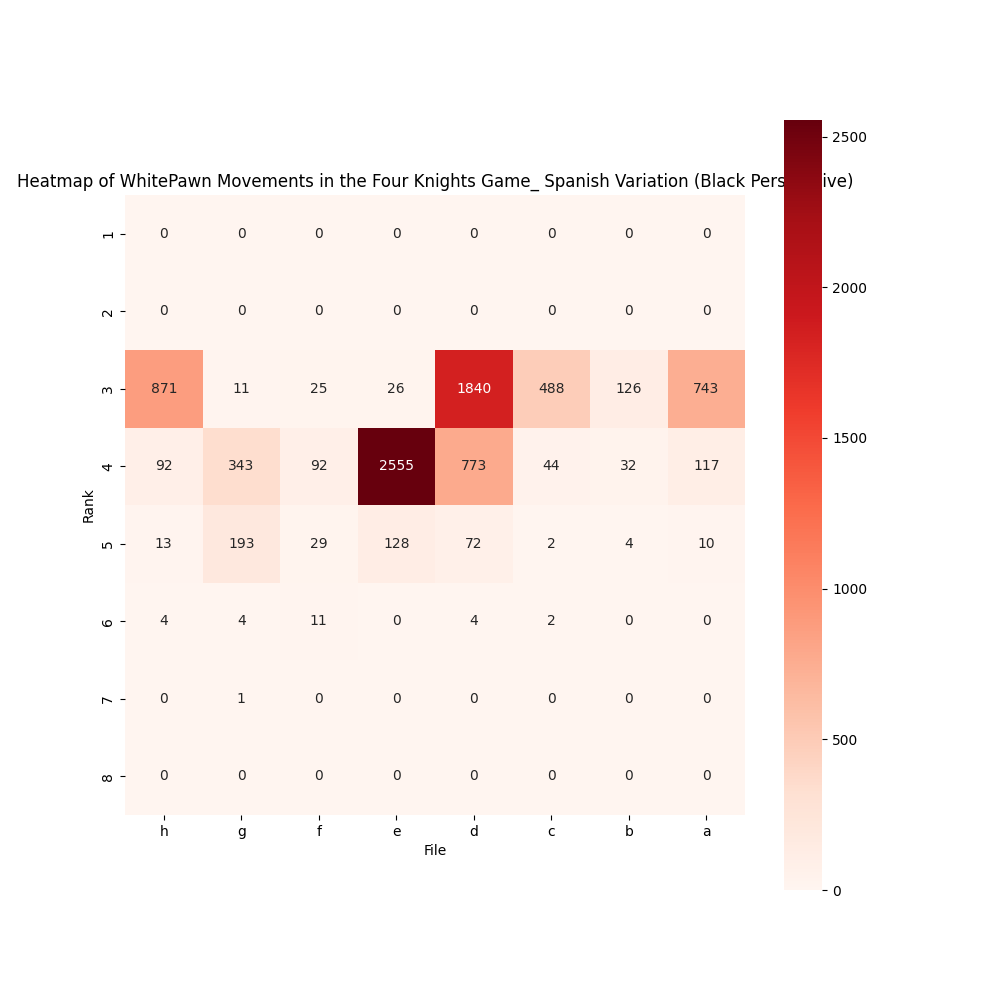 2500
Heatmap of WhitePawn Movements in the Four Knights Game_ Spanish Variation (Black Perspective)
1
0 0 0 0 0 0 0 0
2
0 0 0 0 0 0 0 0
3
871 11 25 26 1840 488 126 743
4
92 343 92 2555 773 44 32 117
5
13 193 29 128 72 2 4 10
6
4 4 11 0 4 2 0 0
7
0 1 0 0 0 0 0 0
8
0 0 0 0 0 0 0 0
Rank
h g f e d c b a
File
2000
1500
1000
500
0